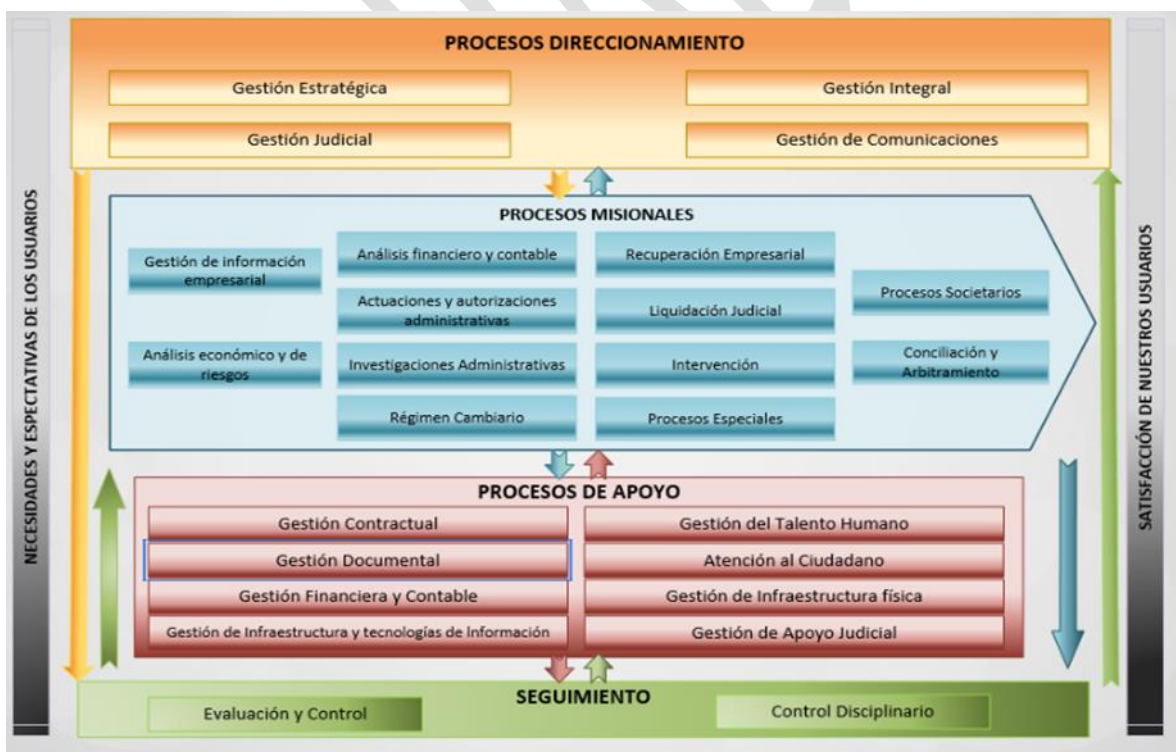 NECESIDADES Y ESPECTATIVAS DE LOS USUARIOS
PROCESOS DIRECCIONAMIENTO
Gestión Estratégica
Gestión Integral
Gestión Judicial
Gestión de Comunicaciones
PROCESOS MISIONALES
Gestión de información
empresarial
Análisis económico y de
riesgos
Análisis financiero y contable
Actuaciones y autorizaciones
administrativas
Investigaciones Administrativas
Régimen Cambiario
Recuperación Empresarial
Liquidación Judicial
Intervención
Procesos Especiales
Procesos Societarios
Conciliación y
Arbitramiento
PROCESOS DE APOYO
Gestión Contractual
Gestión del Talento Humano
Gestión Documental
Atención al Ciudadano
Gestión Financiera y Contable
Gestión de Infraestructura física
Gestión de Infraestructura y tecnologías de Información
Gestión de Apoyo Judicial
SEGUIMIENTO
Evaluación y Control
Control Disciplinario
SATISFACCIÓN DE NUESTROS USUARIOS